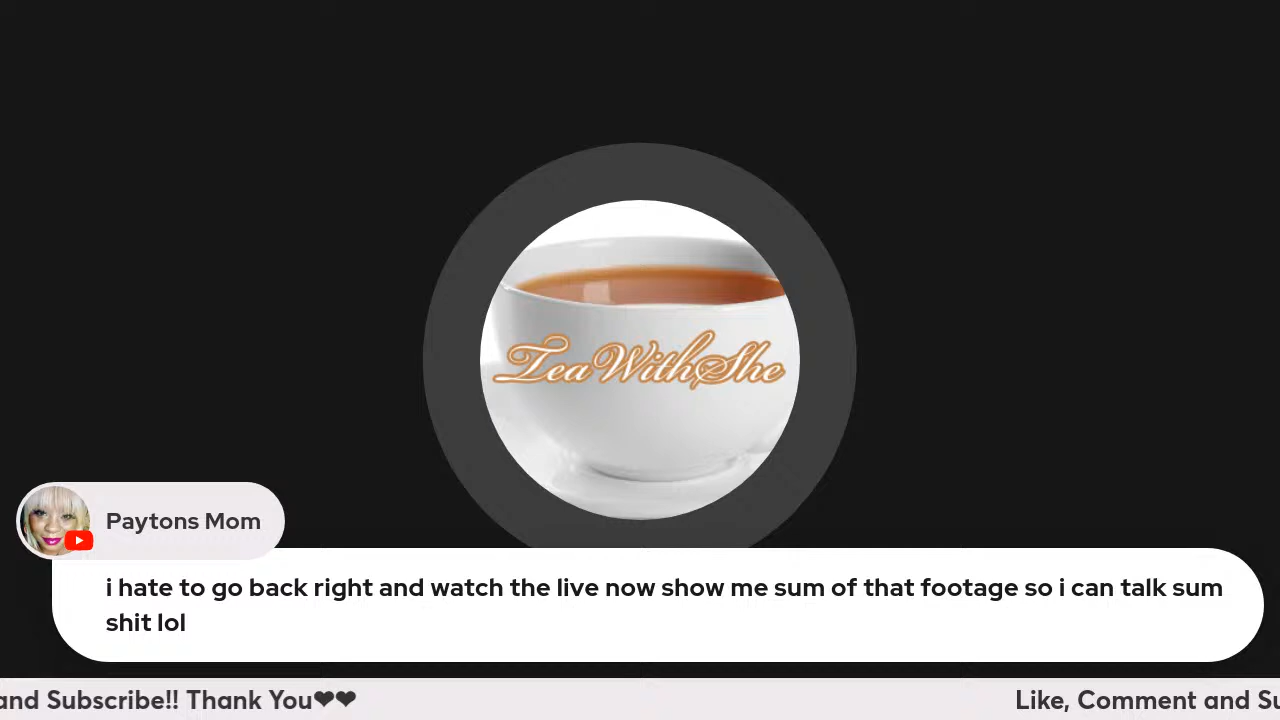 TeaWithShe
Paytons Mom
i hate to go back right and watch the live now show me sum of that footage so i can talk sum
shit lol
and Subscribe!! Thank You❤❤
Like, Comment and Su